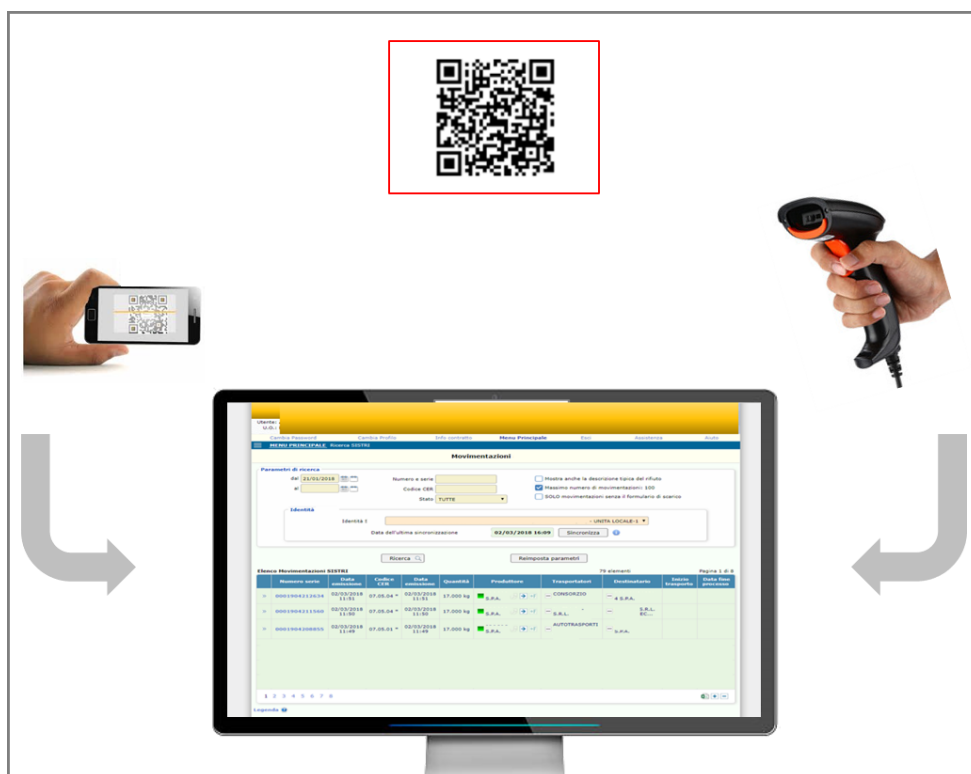 Utente:
U.O.:
Cambia Password Cambia Profilo Info contratto Menu Principale Esci Assistenza Aiuto
MENU PRINCIPALE Ricerca SISTRI
Movimentazioni
Parametri di ricerca
dal 21/01/2018 Numero e serie Mostra anche la descrizione tipica del rifiuto
al Codice CER Massimo numero di movimentazioni: 100
Stato TUTTE SOLO movimentazioni senza il formulario di scarico
Identità
Identità - UNITA LOCALE-1
Data dell'ultima sincronizzazione 02/03/2018 16:09 Sincronizza
Ricerca Reimposta parametri
Elenco Movimentazioni SISTRI 79 elementi Pagina 1 di 8
Numero serie Data emissione Codice CER Data emissione Quantità Produttore Trasportatori Destinatario Inizio trasporto Data fine processo
0001904212634 02/03/2018 07.05.04 * 02/03/2018 17.000 kg S.P.A. — CONSORZIO — 4 S.P.A.
11:51 11:51
0001904211560 02/03/2018 07.05.04 * 02/03/2018 17.000 kg S.P.A. — S.R.L. — S.R.L. EC...
11:50 11:50
0001904208855 02/03/2018 07.05.01 * 02/03/2018 17.000 kg S.P.A. — AUTOTRASPORTI — S.P.A.
11:49 11:49
1 2 3 4 5 6 7 8
Legenda